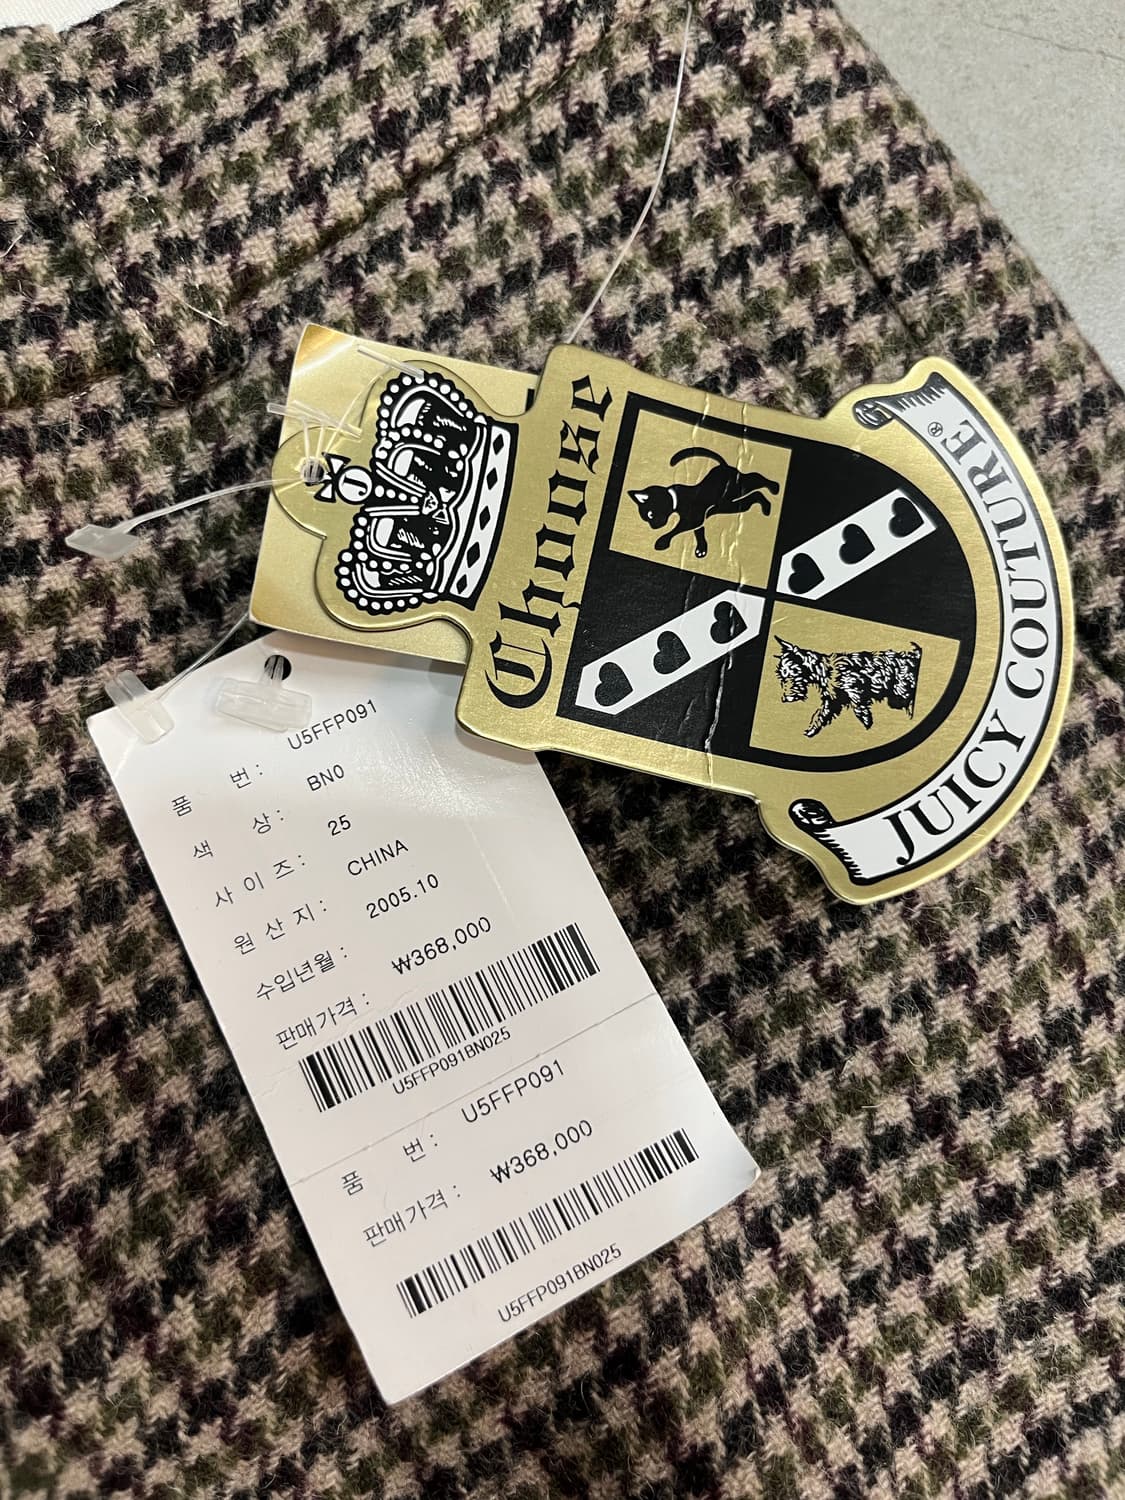 J
Choose
JUICY COUTURE®
품 번 : U5FFP091
색 상 : BN0
사 이 즈 : 25
원 산 지 : CHINA
수입년월 : 2005.10
판매가격 : ₩368,000
U5FFP091BN025
품 번 : U5FFP091
판매가격 : ₩368,000
U5FFP091BN025